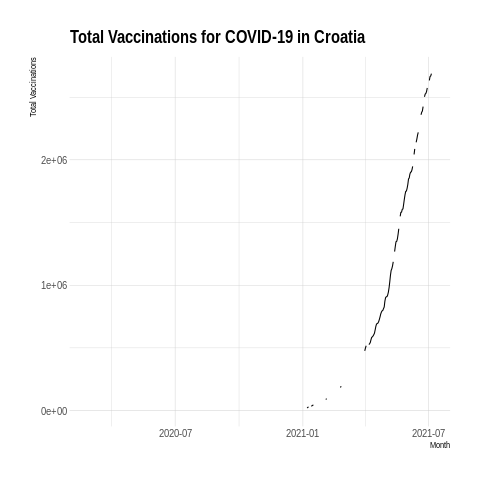 Total Vaccinations for COVID-19 in Croatia
Total Vaccinations
2e+06
1e+06
0e+00
2020-07
2021-01
2021-07
Month